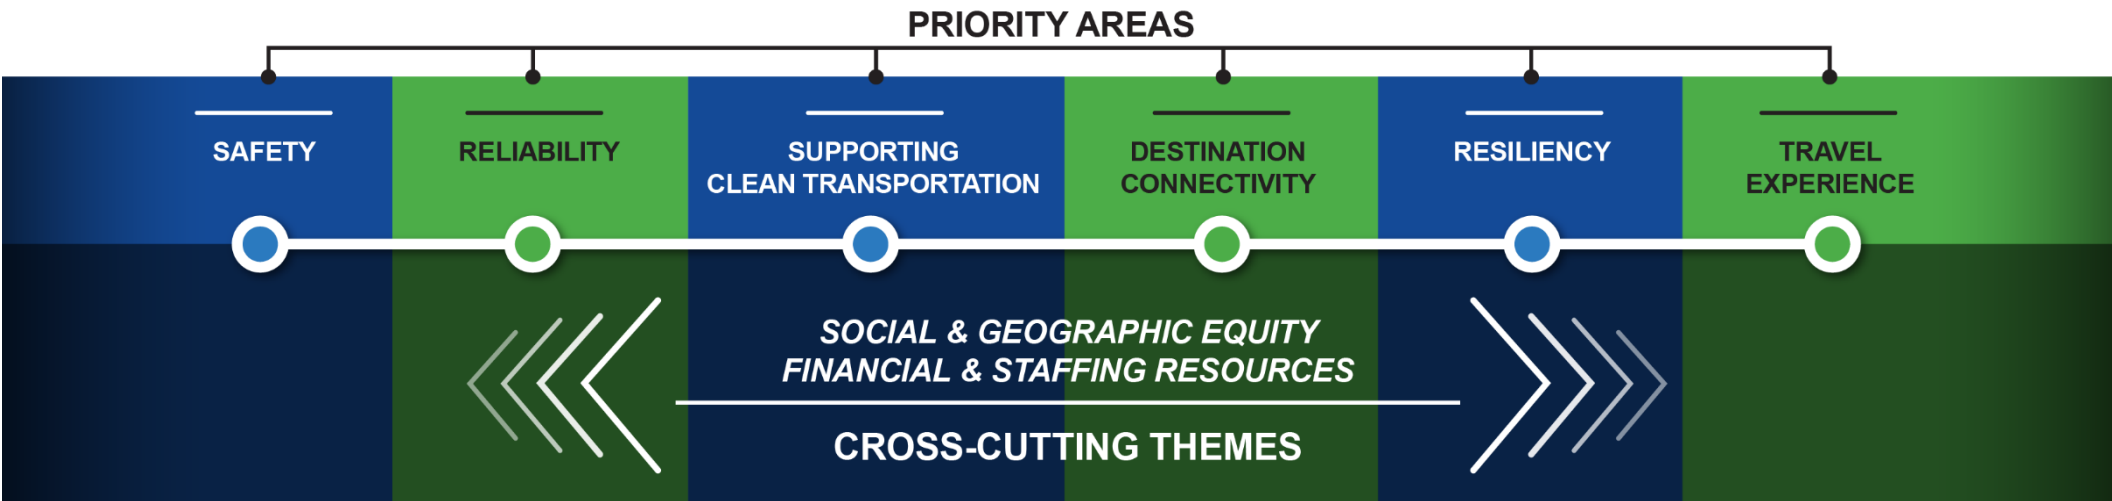 PRIORITY AREAS
SAFETY
RELIABILITY
SUPPORTING
CLEAN TRANSPORTATION
DESTINATION
CONNECTIVITY
RESILIENCY
TRAVEL
EXPERIENCE
SOCIAL & GEOGRAPHIC EQUITY
FINANCIAL & STAFFING RESOURCES
CROSS-CUTTING THEMES